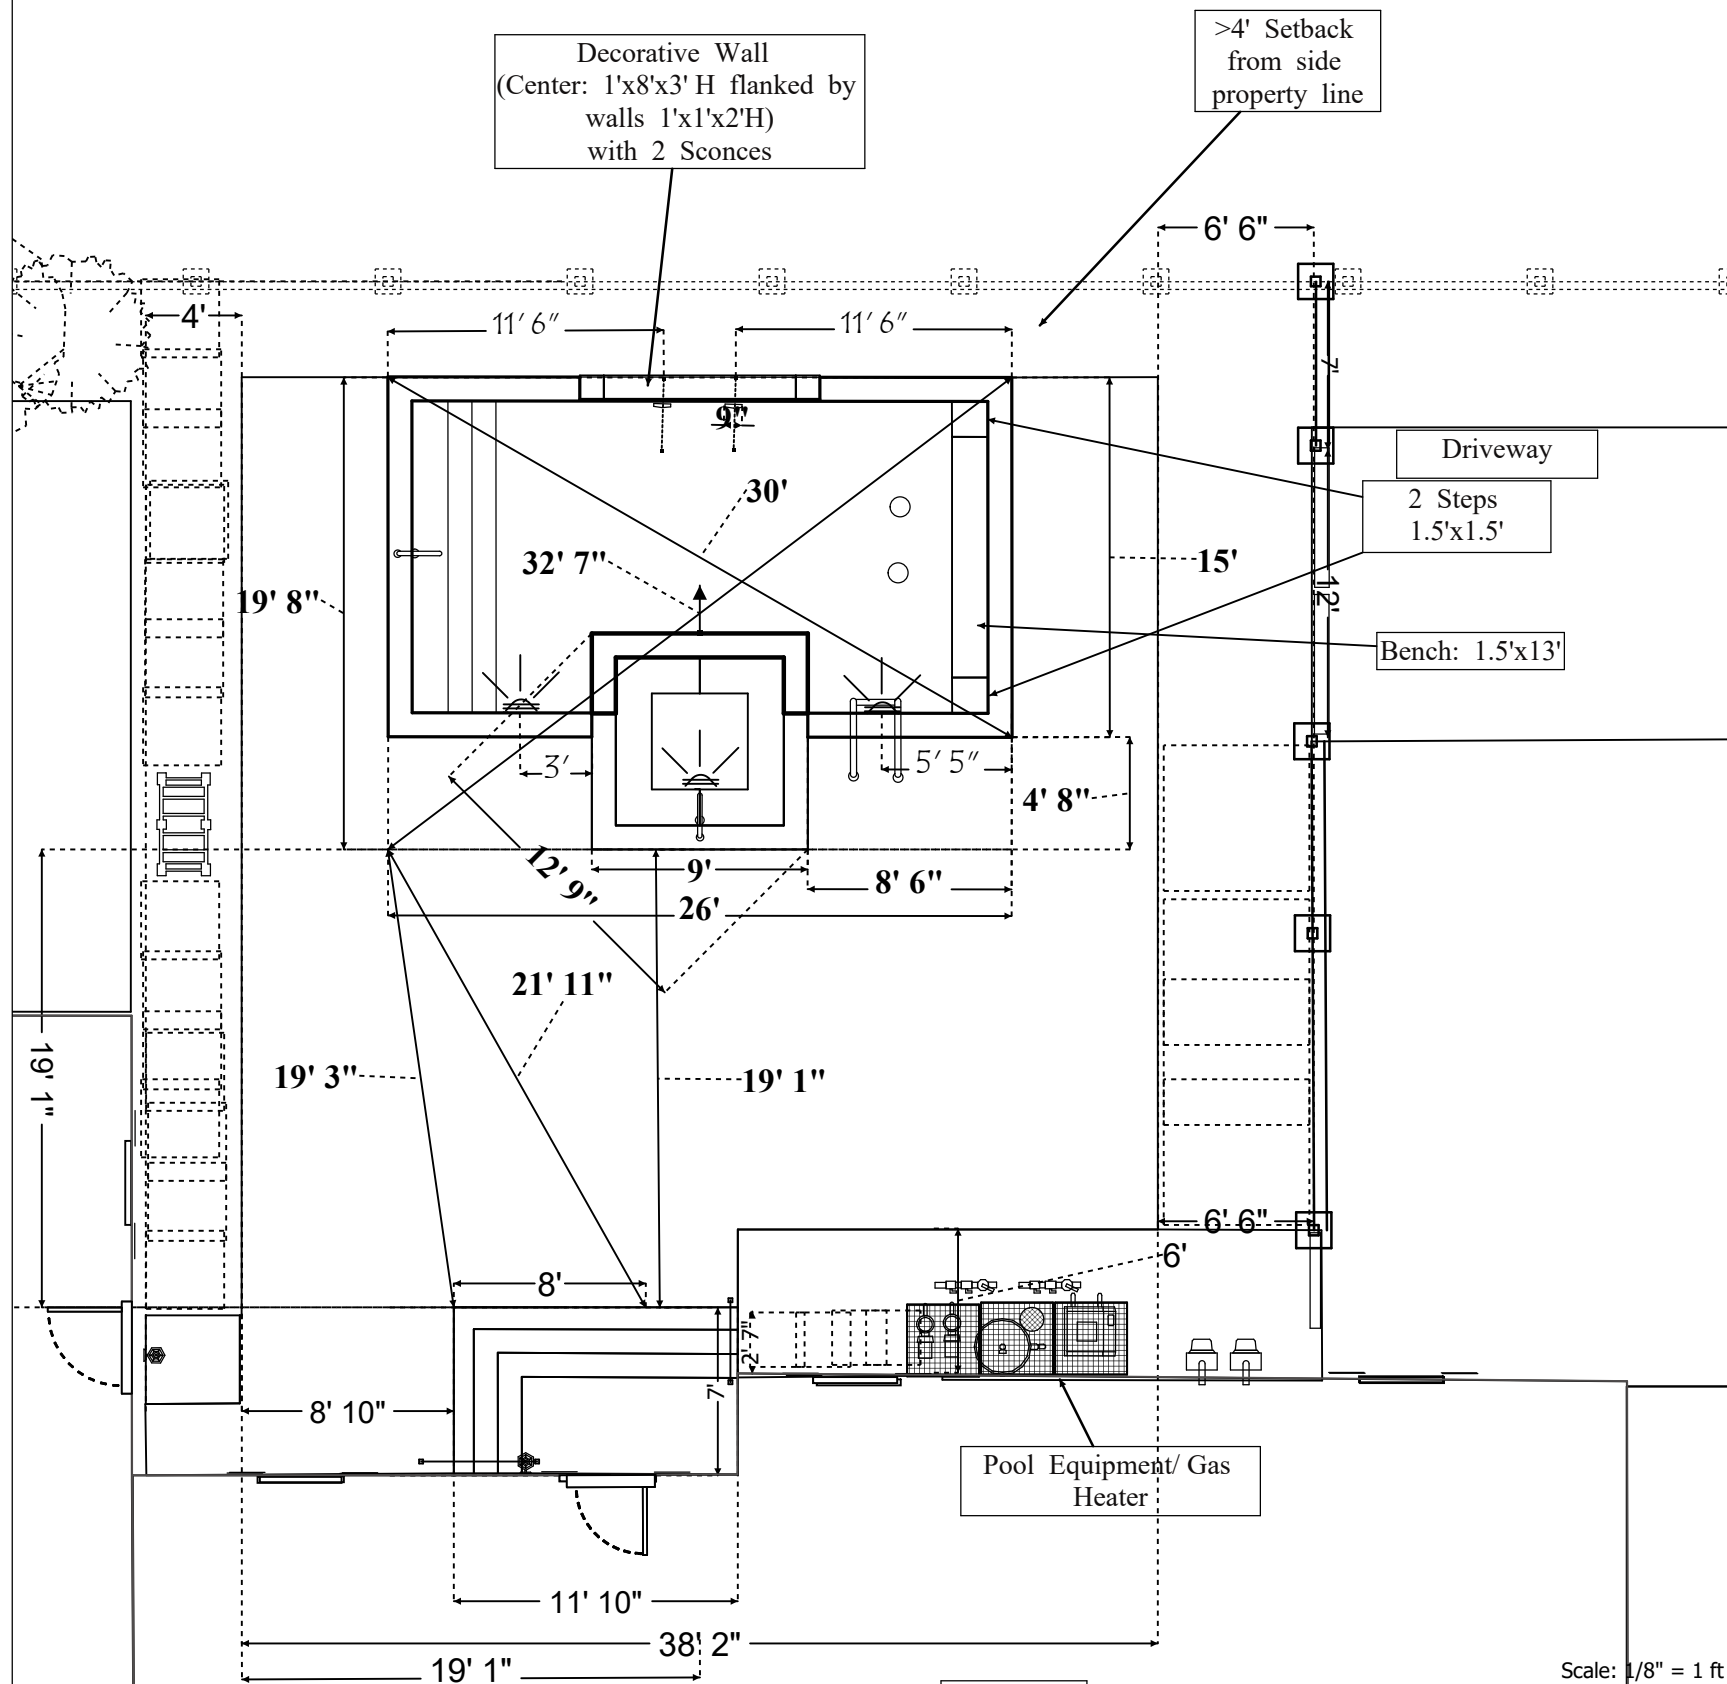 Decorative Wall
(Center: 1'x8'x3' H flanked by
walls 1'x1'x2'H)
with 2 Sconces
>4' Setback
from side
property line
6' 6"
4'
11' 6"
11' 6"
7'
9"
Driveway
30'
2 Steps
1.5'x1.5'
32' 7"
15'
19' 8"
12'
Bench: 1.5'x13'
3'
5' 5"
4' 8"
12' 9"
9'
8' 6"
26'
21' 11"
19' 3"
19' 1"
19' 1"
6' 6"
6'
8'
2' 7"
7'
8' 10"
Pool Equipment/ Gas
Heater
11' 10"
38' 2"
19' 1"
Scale: 1/8" = 1 ft